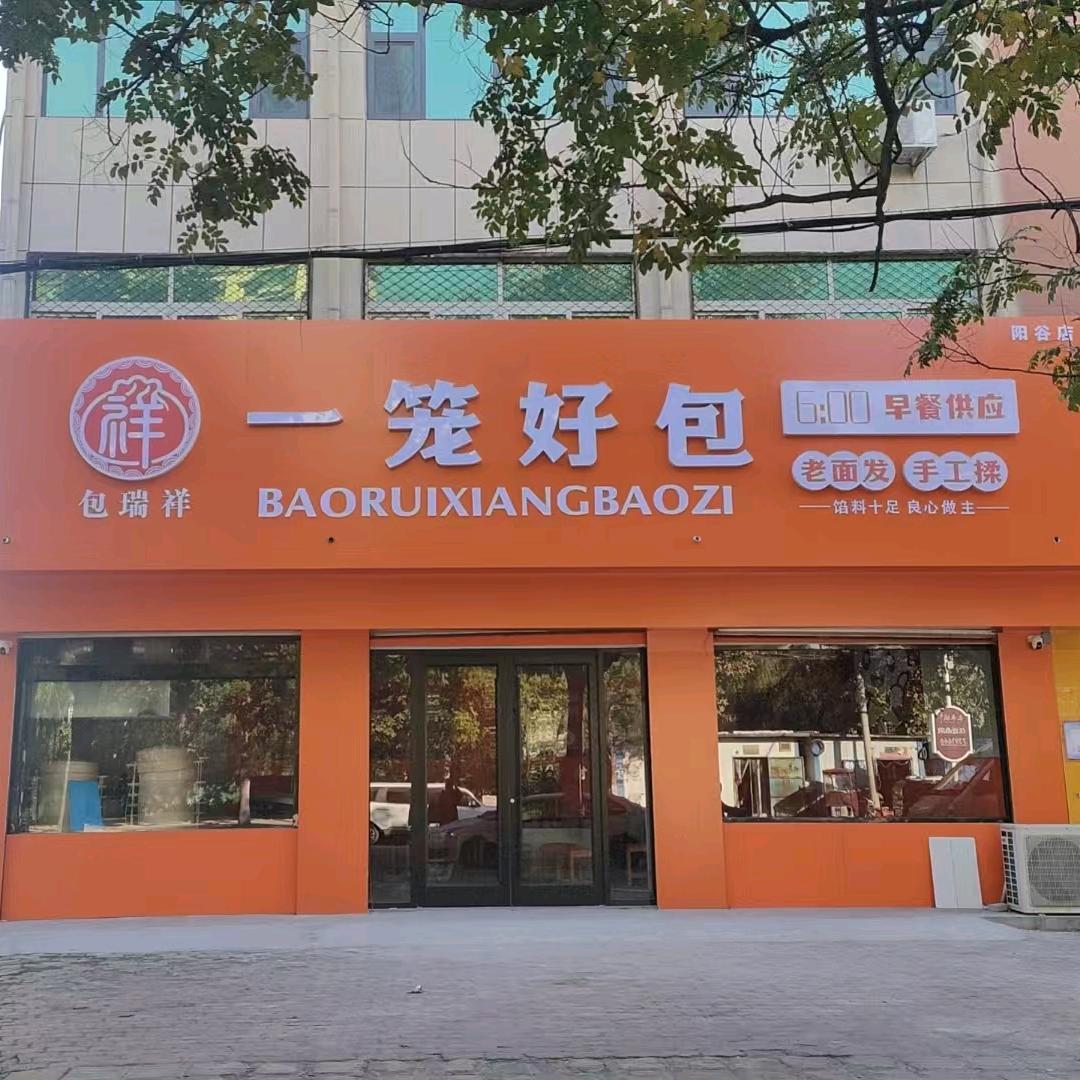 阳谷店
祥
包瑞祥
一笼好包
BAORUIXIANGBAOZI
6:00 早餐供应
老面发 手工揉
馅料十足 良心做主